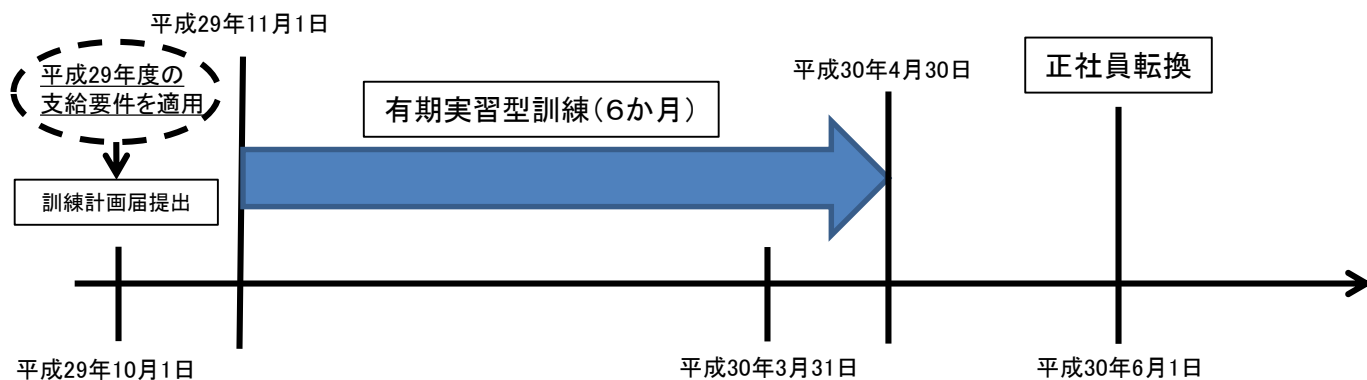 平成29年11月1日
平成29年度の
支給要件を適用
有期実習型訓練(6か月)
平成30年4月30日
正社員転換
訓練計画届提出
平成29年10月1日
平成30年3月31日
平成30年6月1日